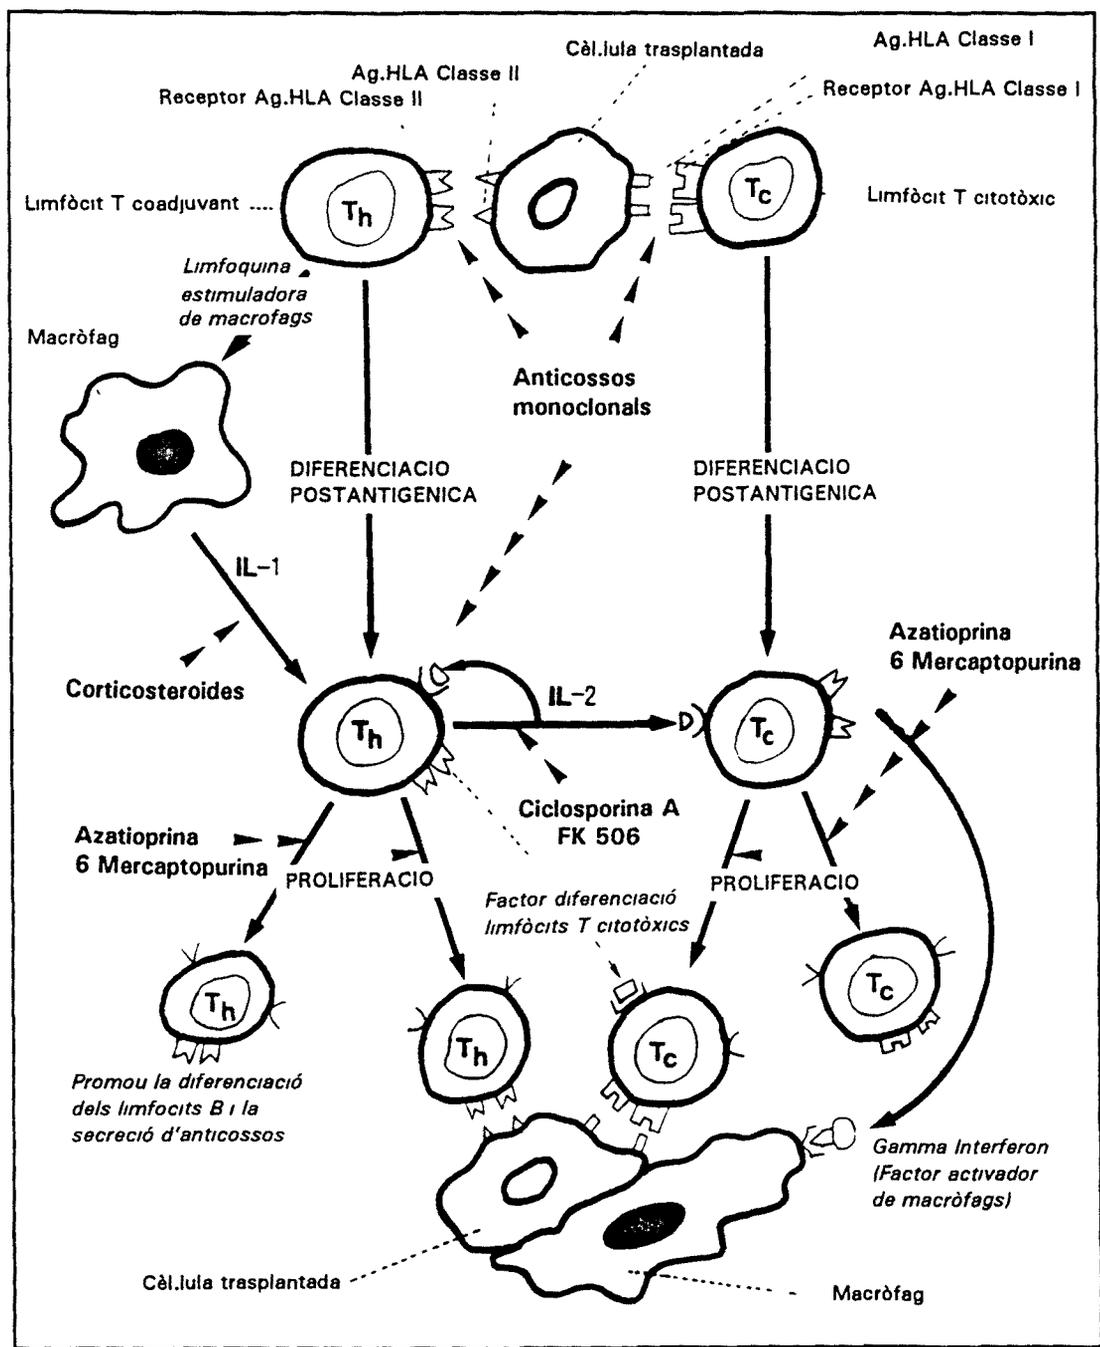 Cèl.lula trasplantada
Ag.HLA Classe I
Ag.HLA Classe II
Receptor Ag.HLA Classe I
Receptor Ag.HLA Classe II
Limfòcit T coadjuvant
Th
Tc
Limfòcit T citotòxic
Limfoquina
estimuladora
de macrofags
Macròfag
Anticossos
monoclonals
DIFERENCIACIO
POSTANTIGENICA
DIFERENCIACIO
POSTANTIGENICA
IL-1
Corticosteroides
Azatioprina
6 Mercaptopurina
IL-2
Th
Tc
Ciclosporina A
FK 506
Azatioprina
6 Mercaptopurina
PROLIFERACIO
PROLIFERACIO
Factor diferenciació
limfòcits T citotòxics
Th
Th
Tc
Tc
Promou la diferenciació
dels limfocits B i la
secreció d'anticossos
Gamma Interferon
(Factor activador
de macròfags)
Cèl.lula trasplantada
Macròfag